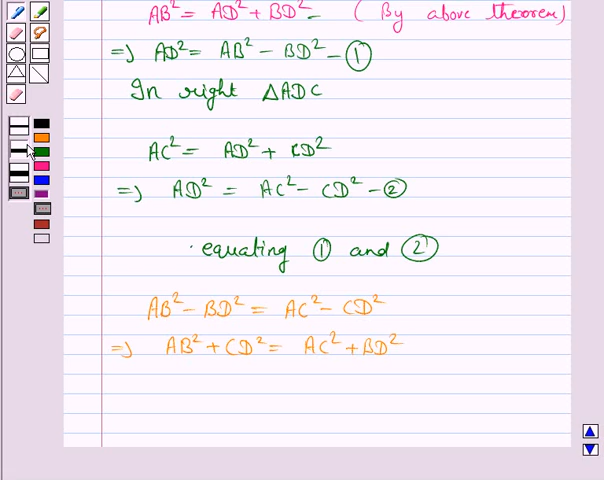 AB² = AD² + BD² – ( By above theorem)
=) AD² = AB² – BD² – ①
In right ΔADC
AC² = AD² + CD²
=) AD² = AC² – CD² – ②
equating ① and ②
AB² – BD² = AC² – CD²
=) AB² + CD² = AC² + BD²